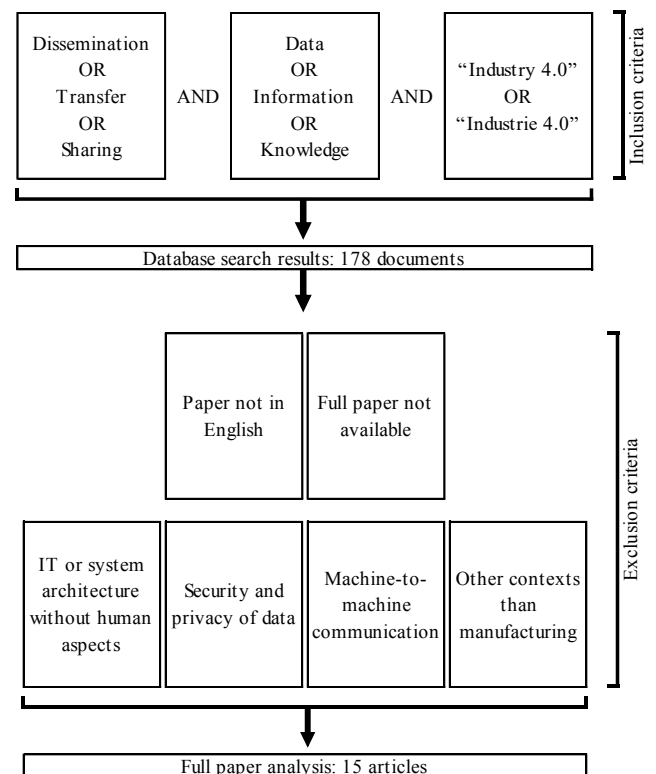 Dissemination
OR
Transfer
OR
Sharing
AND
Data
OR
Information
OR
Knowledge
AND
“Industry 4.0”
OR
“Industrie 4.0”
Inclusion criteria
Database search results: 178 documents
Paper not in
English
Full paper not
available
IT or system
architecture
without human
aspects
Security and
privacy of data
Machine-to-
machine
communication
Other contexts
than
manufacturing
Exclusion criteria
Full paper analysis: 15 articles